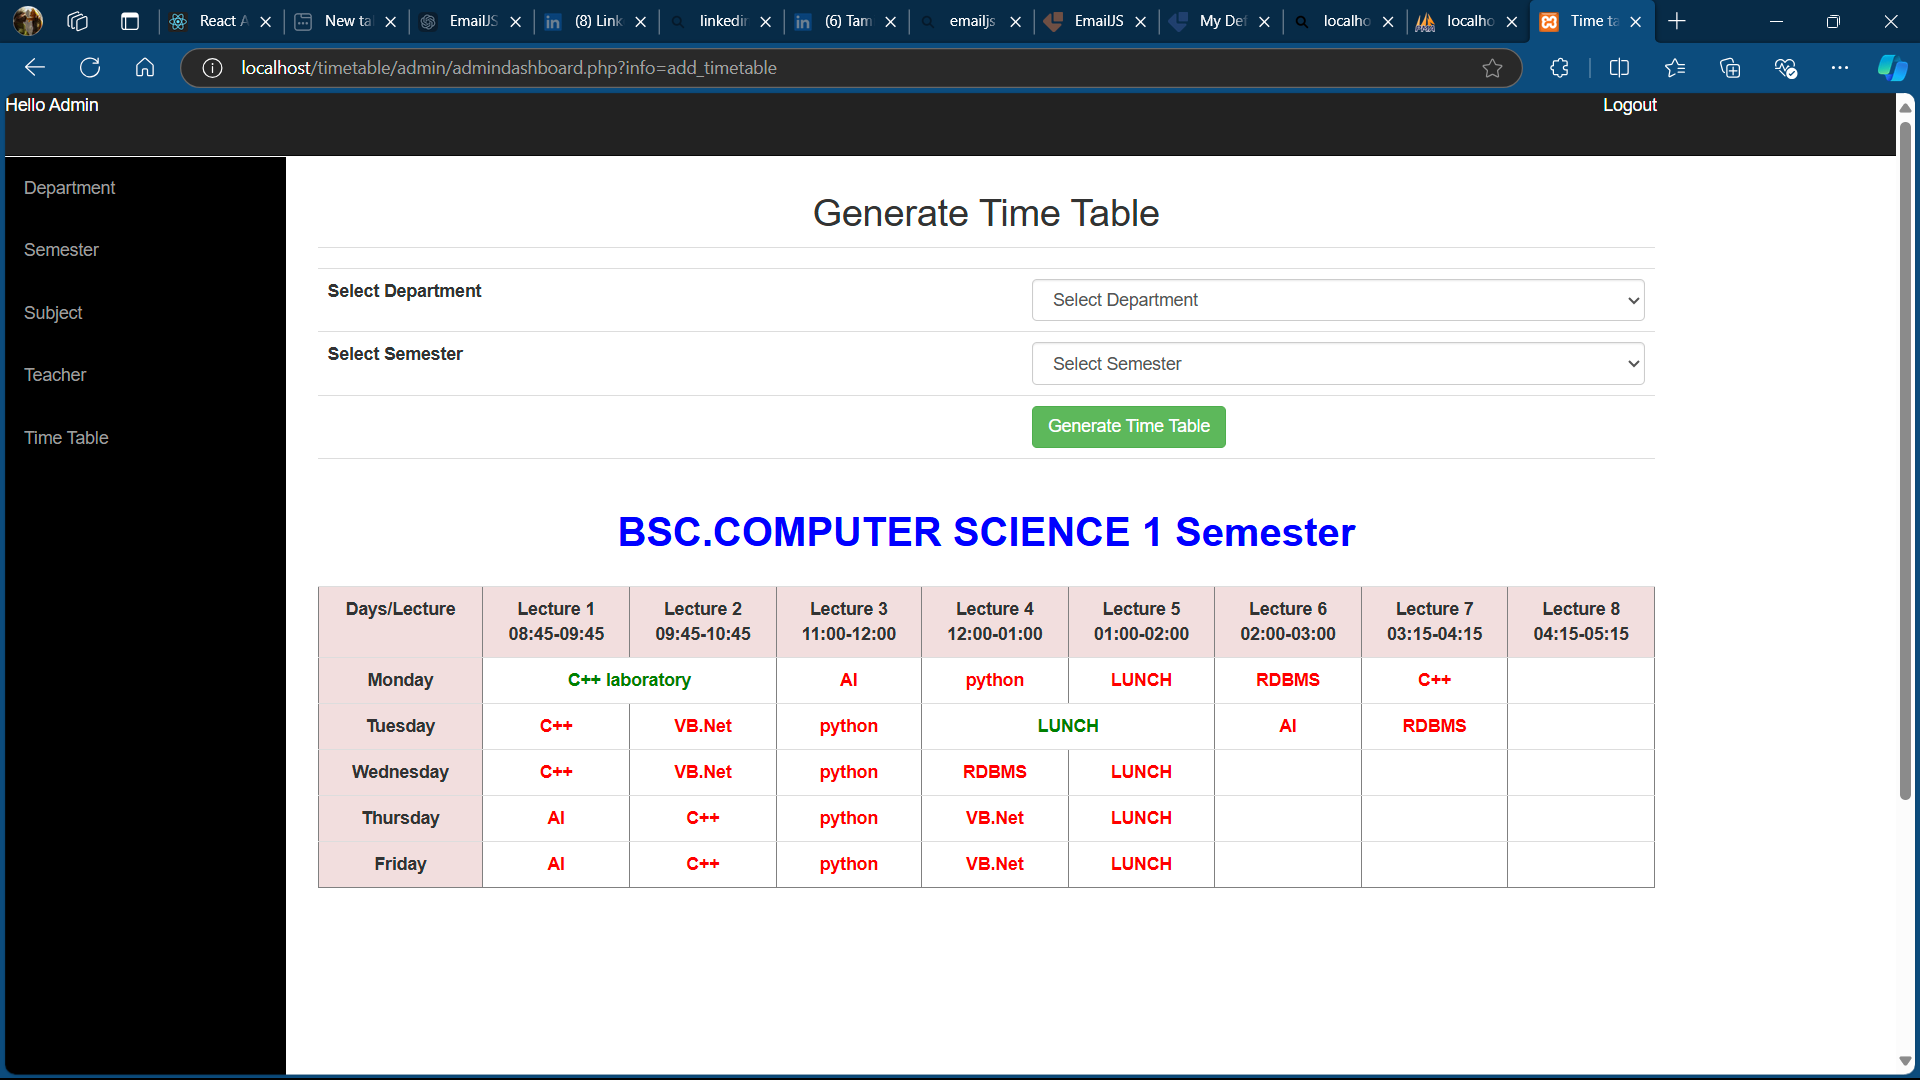 React A
New ta
EmailJS
(8) Link
linkedin
(6) Tam
emailjs
EmailJS
My Def
localho
localho
Time ta
localhost/timetable/admin/admindashboard.php?info=add_timetable
Hello Admin
Logout
Department
Semester
Subject
Teacher
Time Table
Generate Time Table
Select Department
Select Department
Select Semester
Select Semester
Generate Time Table
BSC.COMPUTER SCIENCE 1 Semester
Days/Lecture Lecture 1 Lecture 2 Lecture 3 Lecture 4 Lecture 5 Lecture 6 Lecture 7 Lecture 8
08:45-09:45 09:45-10:45 11:00-12:00 12:00-01:00 01:00-02:00 02:00-03:00 03:15-04:15 04:15-05:15
Monday C++ laboratory AI python LUNCH RDBMS C++
Tuesday C++ VB.Net python LUNCH AI RDBMS
Wednesday C++ VB.Net python RDBMS LUNCH
Thursday AI C++ python VB.Net LUNCH
Friday AI C++ python VB.Net LUNCH